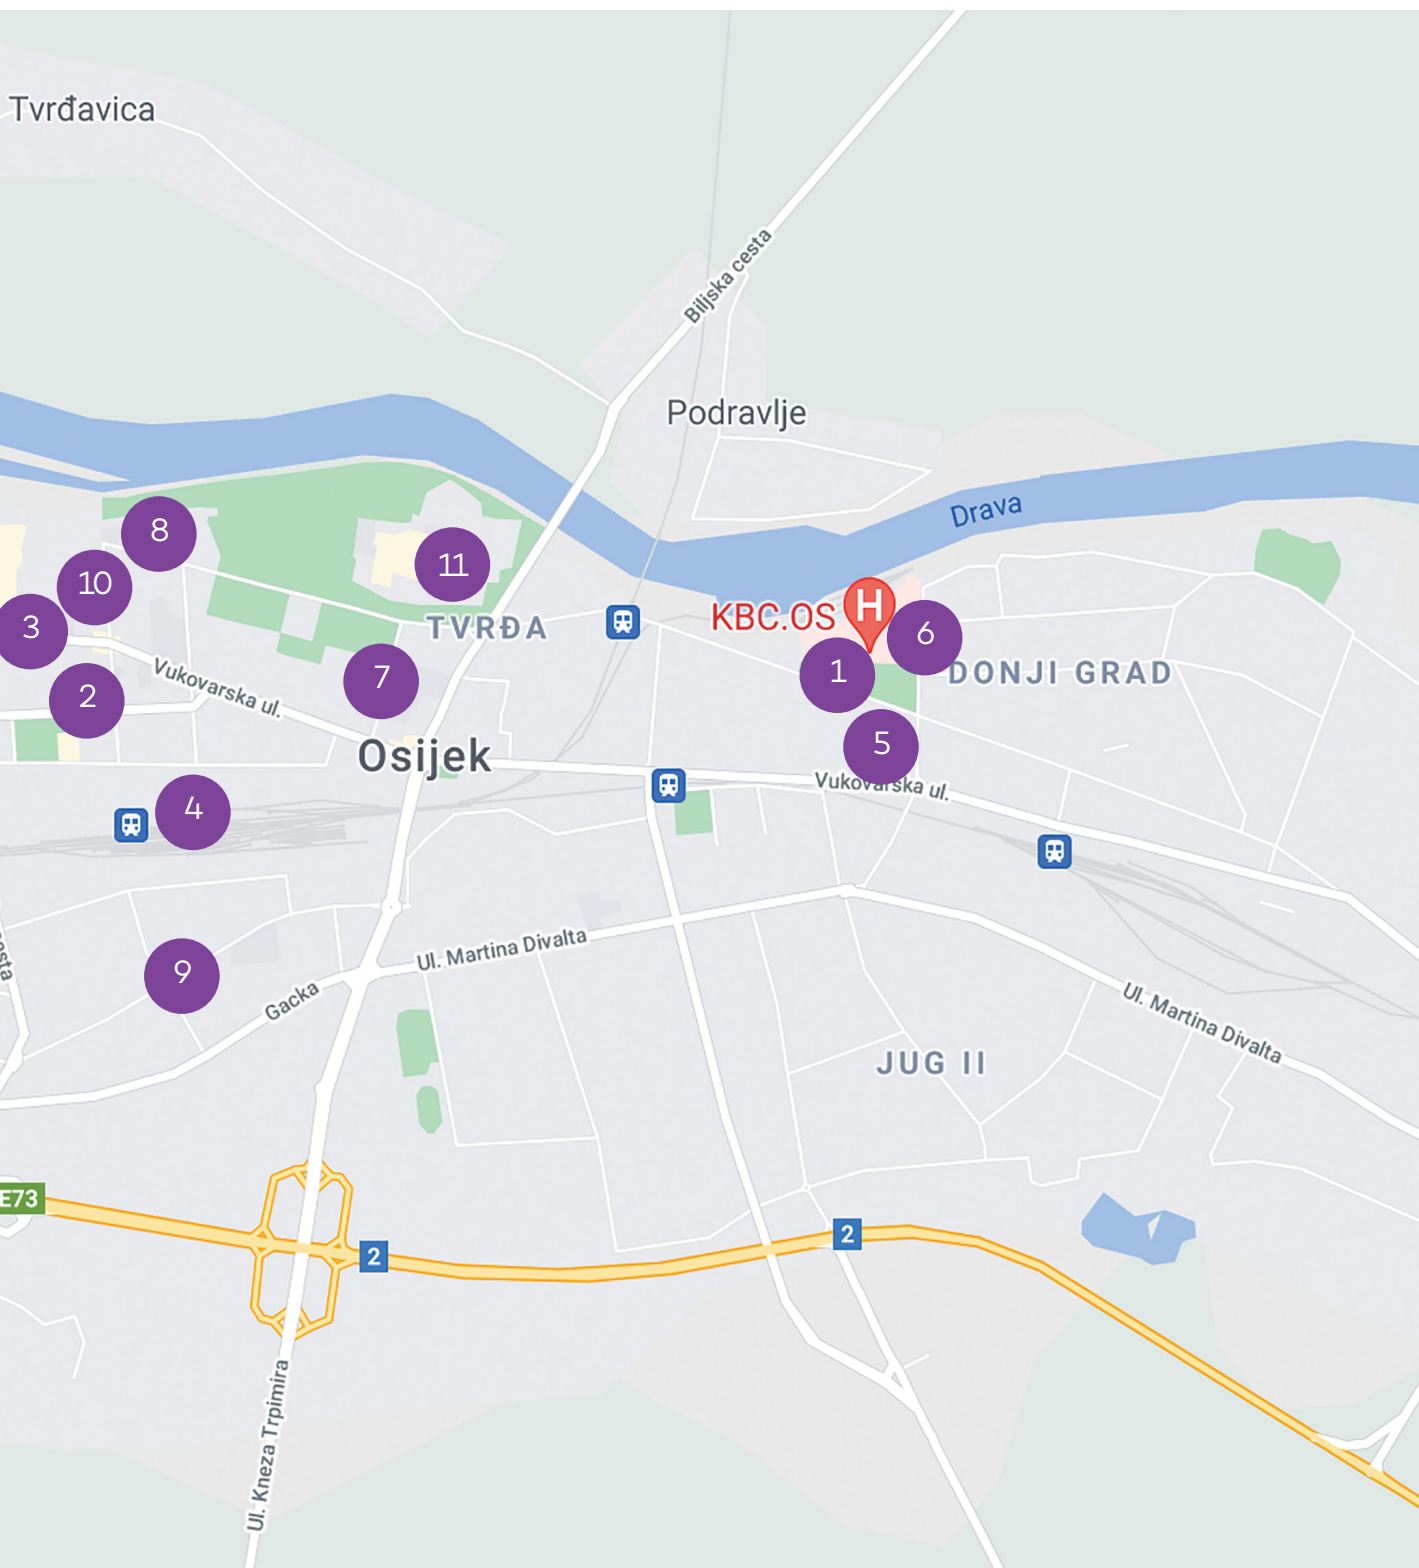 Tvrđavica
Biljska cesta
Podravlje
Drava
8
11
10
KBC.OS
H
3
TVRĐA
6
1
DONJI GRAD
Vukovarska ul.
7
2
5
Osijek
Vukovarska ul.
4
Ul. Martina Divalta
9
Gacka
Ul. Martina Divalta
JUG II
E73
2
2
Ul. Kneza Trpimira